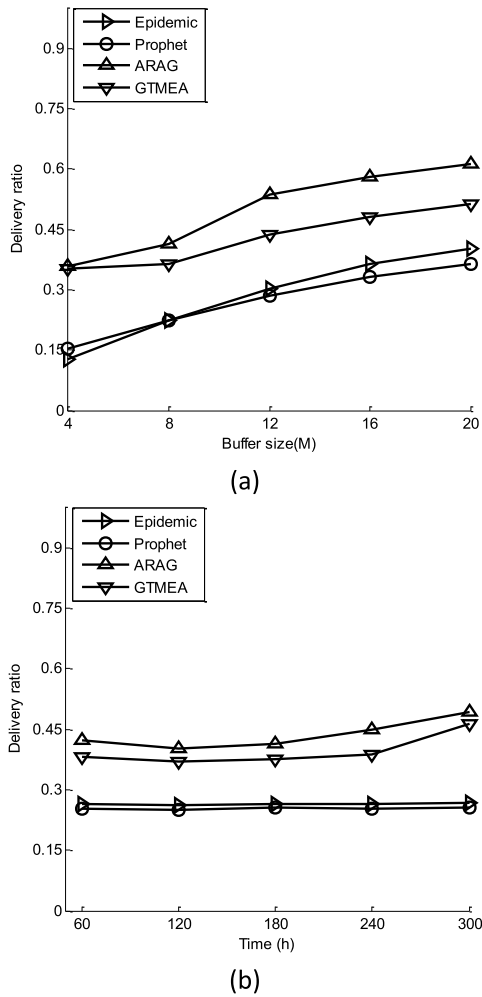 Epidemic
Prophet
ARAG
GTMEA
Delivery ratio
0.9
0.75
0.6
0.45
0.3
0.15
0
4 8 12 16 20
Buffer size(M)
(a)
Epidemic
Prophet
ARAG
GTMEA
Delivery ratio
0.9
0.75
0.6
0.45
0.3
0.15
0
60 120 180 240 300
Time (h)
(b)